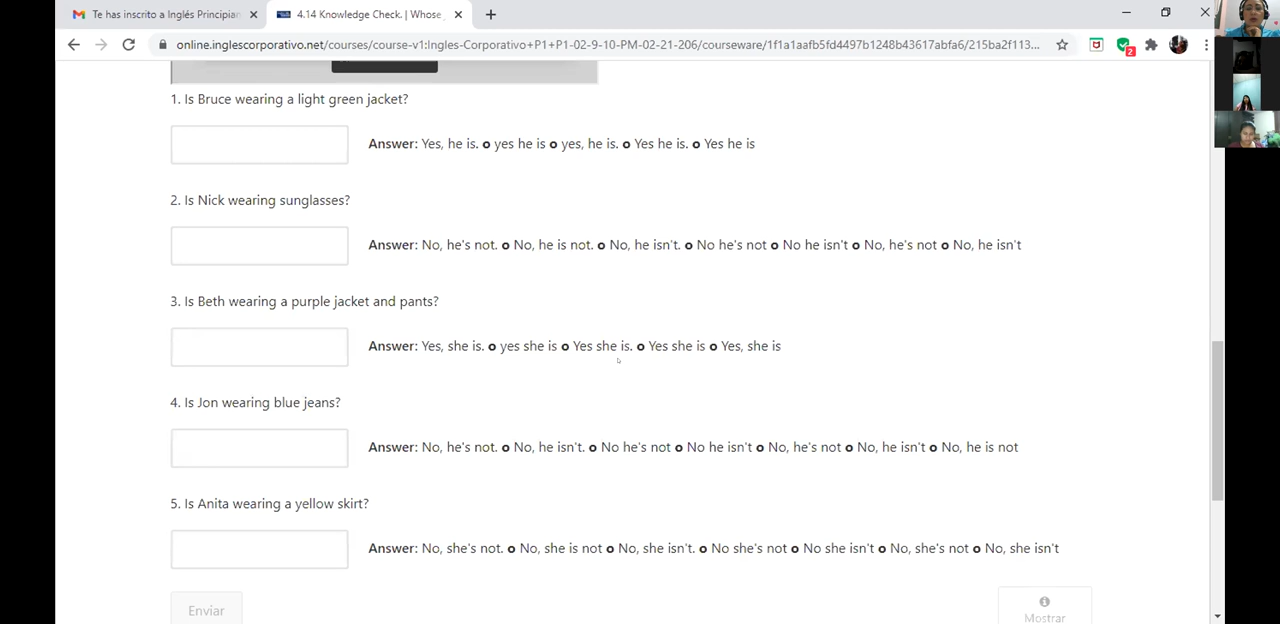 Te has inscrito a Inglés Principian
4.14 Knowledge Check. | Whose
online.inglescorporativo.net/courses/course-v1:Ingles-Corporativo+P1+P1-02-9-10-PM-02-21-206/courseware/1f1a1aafb5fd4497b1248b43617abfa6/215ba2f113...
2
1. Is Bruce wearing a light green jacket?
Answer: Yes, he is. o yes he is o yes, he is. o Yes he is. o Yes he is
2. Is Nick wearing sunglasses?
Answer: No, he's not. o No, he is not. o No, he isn't. o No he's not o No he isn't o No, he's not o No, he isn't
3. Is Beth wearing a purple jacket and pants?
Answer: Yes, she is. o yes she is o Yes she is. o Yes she is o Yes, she is
4. Is Jon wearing blue jeans?
Answer: No, he's not. o No, he isn't. o No he's not o No he isn't o No, he's not o No, he isn't o No, he is not
5. Is Anita wearing a yellow skirt?
Answer: No, she's not. o No, she is not o No, she isn't. o No she's not o No she isn't o No, she's not o No, she isn't
Enviar
Mostrar